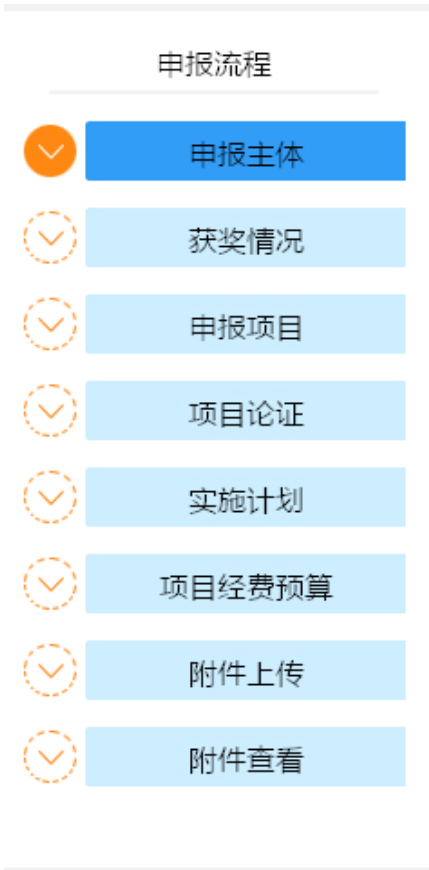 申报流程
申报主体
获奖情况
申报项目
项目论证
实施计划
项目经费预算
附件上传
附件查看